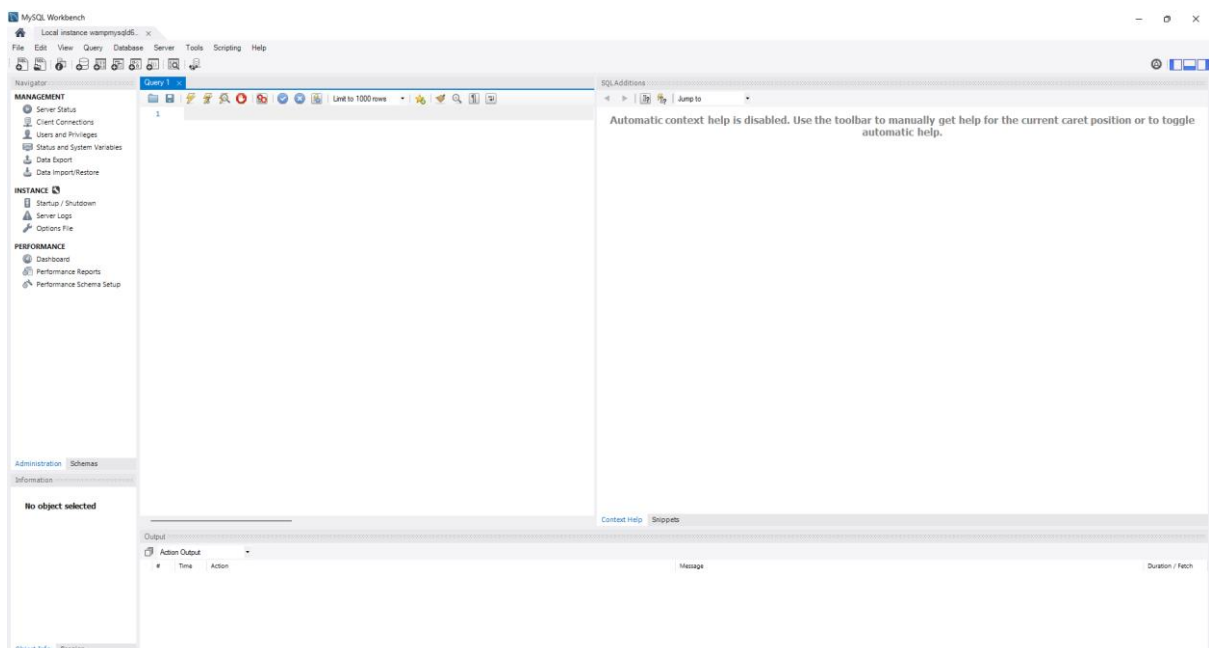 MySQL Workbench
Local instance wampmysqld6.. ×
File Edit View Query Database Server Tools Scripting Help
Navigator
MANAGEMENT
Server Status
Client Connections
Users and Privileges
Status and System Variables
Data Export
Data Import/Restore
INSTANCE
Startup / Shutdown
Server Logs
Options File
PERFORMANCE
Dashboard
Performance Reports
Performance Schema Setup
Administration Schemas
Information
No object selected
Query 1 ×
Limit to 1000 rows
1
SQLAdditions
Jump to
Automatic context help is disabled. Use the toolbar to manually get help for the current caret position or to toggle
automatic help.
Context Help Snippets
Output
Action Output
# Time Action Message Duration / Fetch